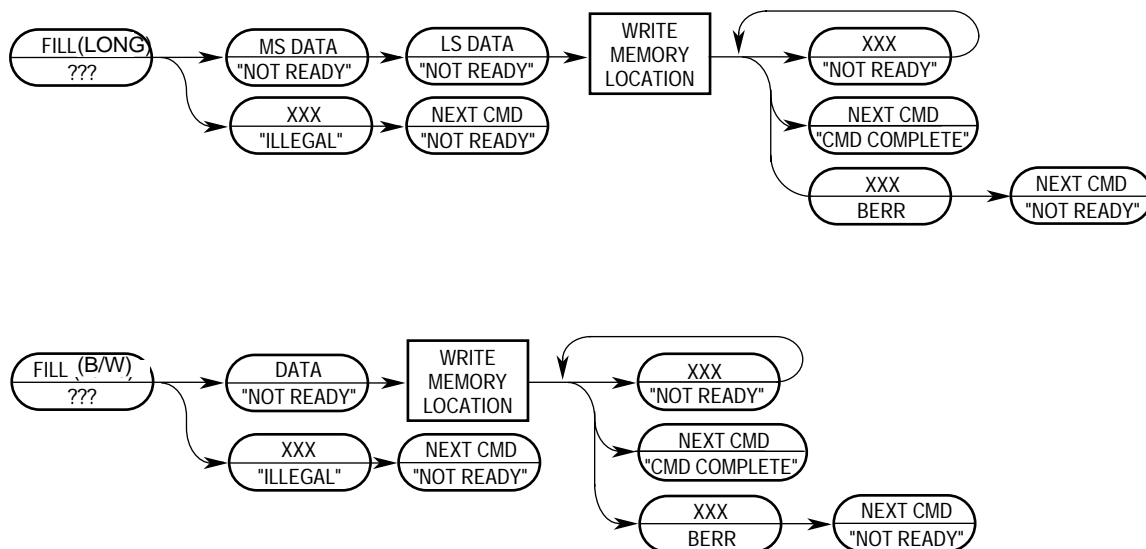 FILL(LONG)
???
MS DATA
"NOT READY"
LS DATA
"NOT READY"
XXX
"ILLEGAL"
NEXT CMD
"NOT READY"
WRITE
MEMORY
LOCATION
XXX
"NOT READY"
NEXT CMD
"CMD COMPLETE"
XXX
BERR
NEXT CMD
"NOT READY"
FILL (B/W)
???
DATA
"NOT READY"
XXX
"ILLEGAL"
NEXT CMD
"NOT READY"
WRITE
MEMORY
LOCATION
XXX
"NOT READY"
NEXT CMD
"CMD COMPLETE"
XXX
BERR
NEXT CMD
"NOT READY"